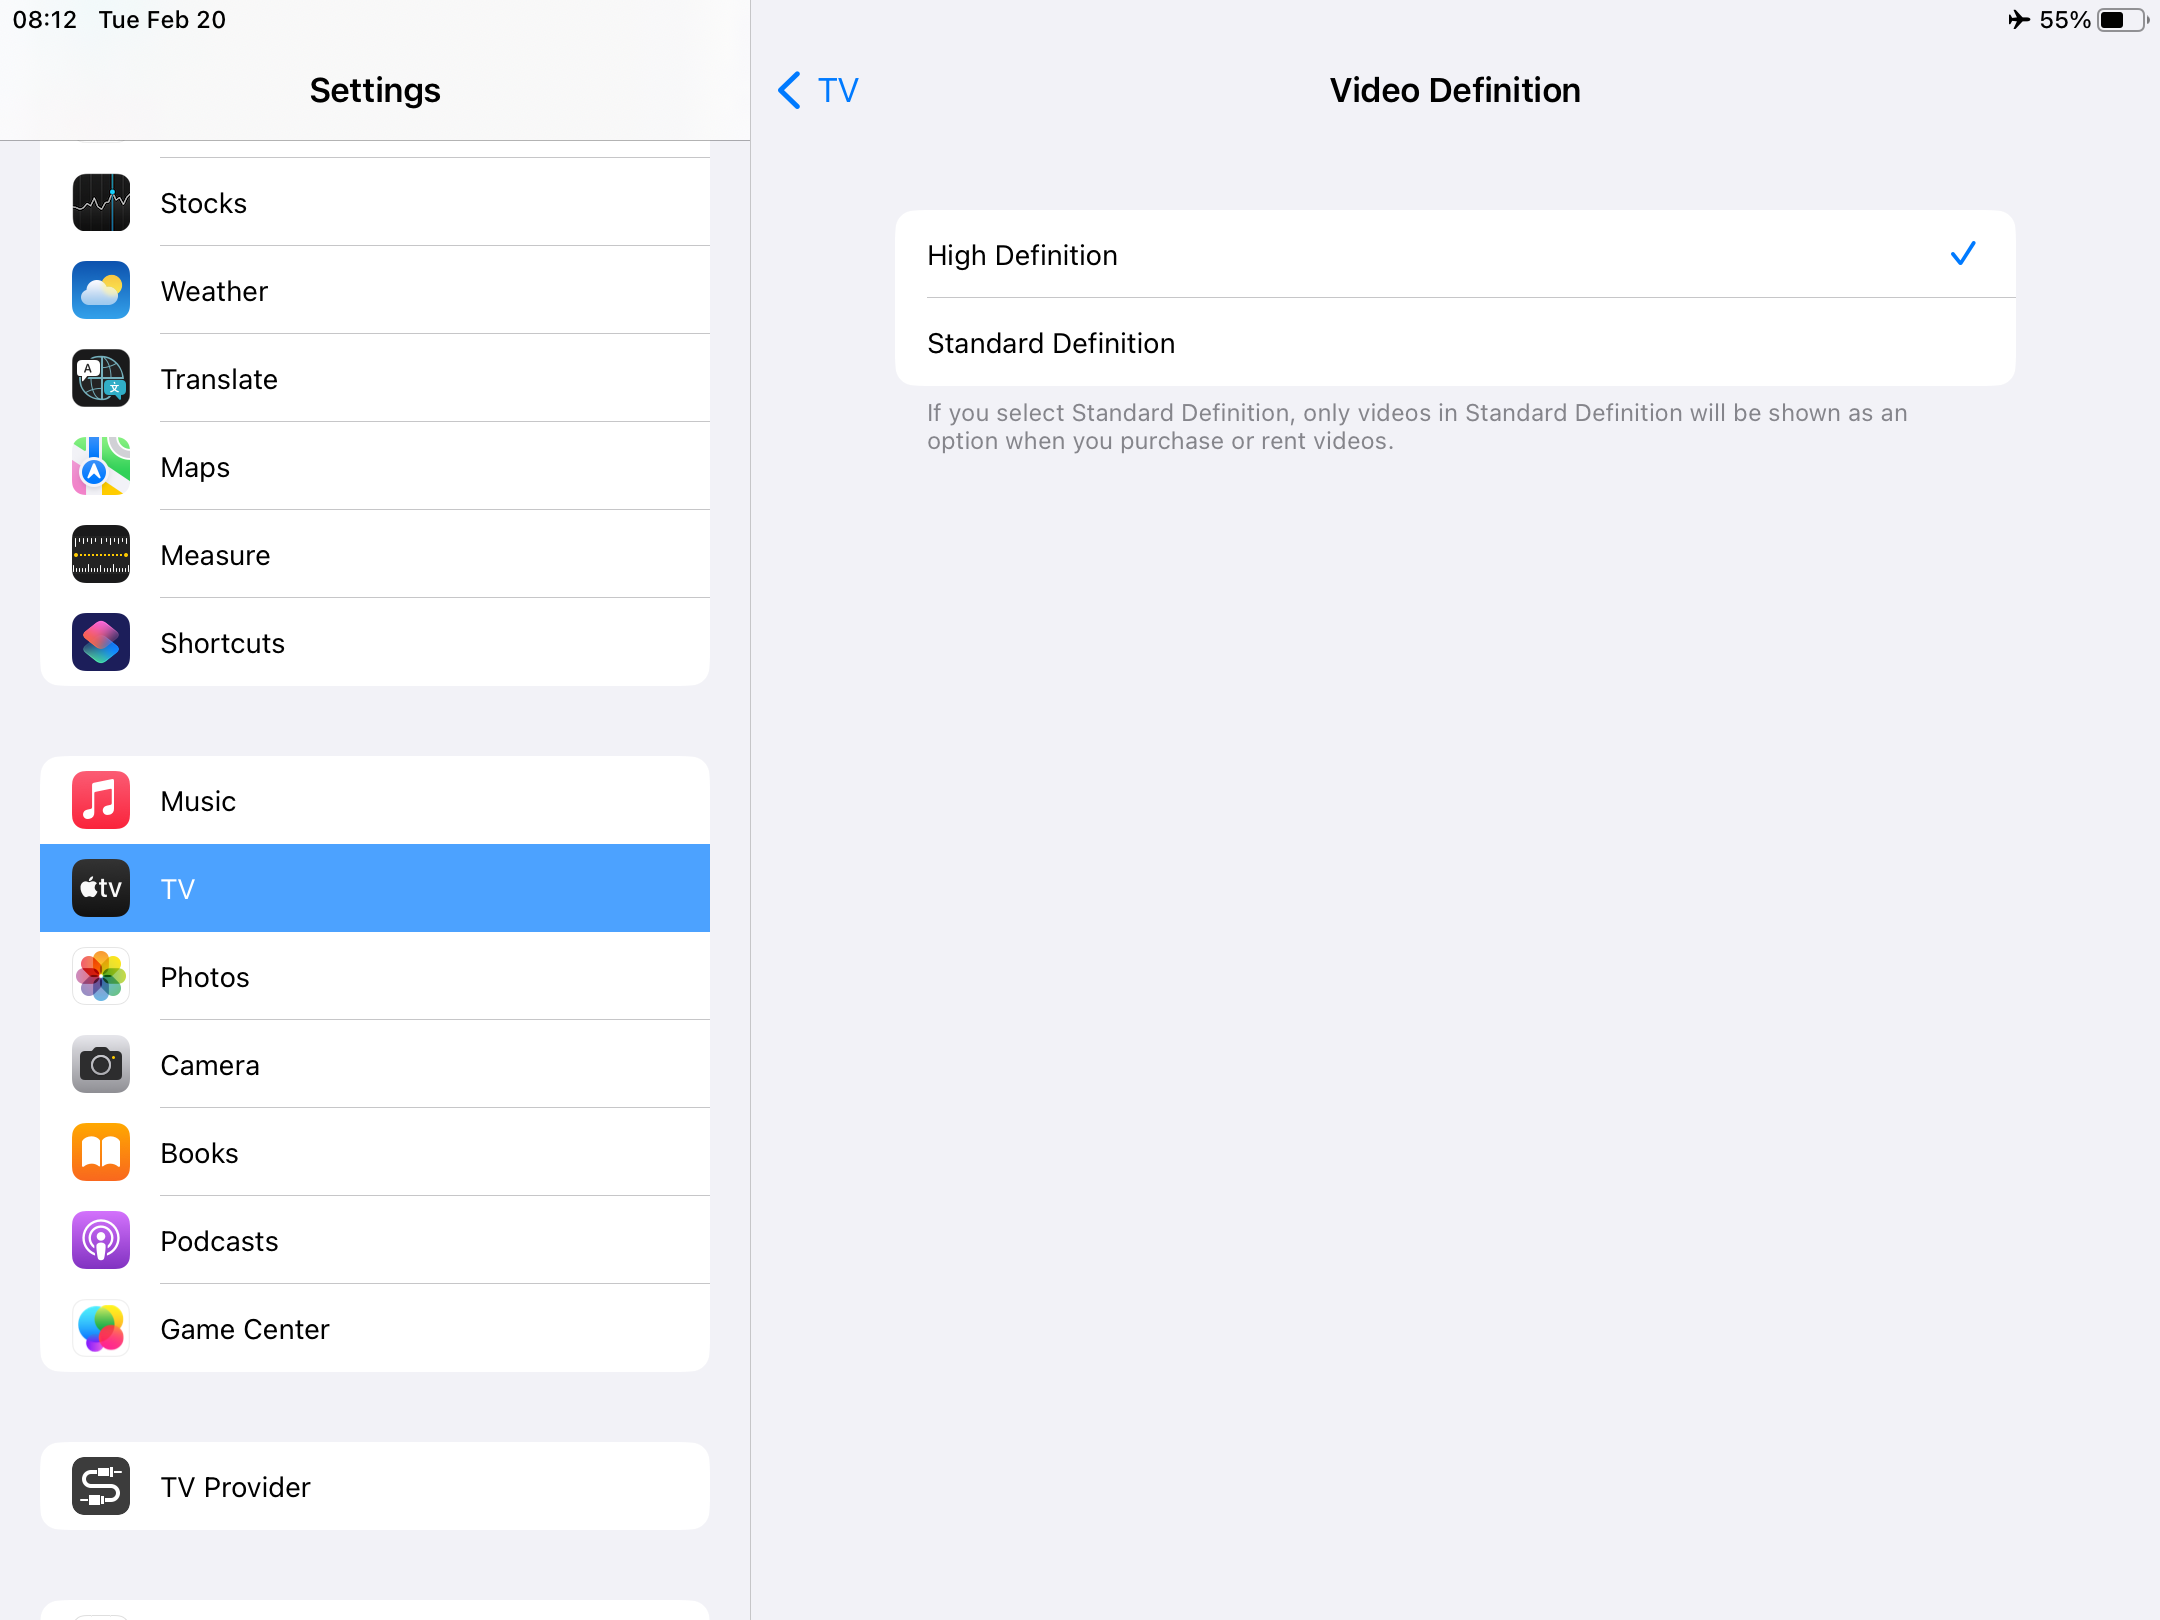 08:12 Tue Feb 20
55%
Settings
Stocks
Weather
Translate
Maps
Measure
Shortcuts
Music
tv TV
Photos
Camera
Books
Podcasts
Game Center
TV Provider
TV
Video Definition
High Definition
Standard Definition
If you select Standard Definition, only videos in Standard Definition will be shown as an
option when you purchase or rent videos.